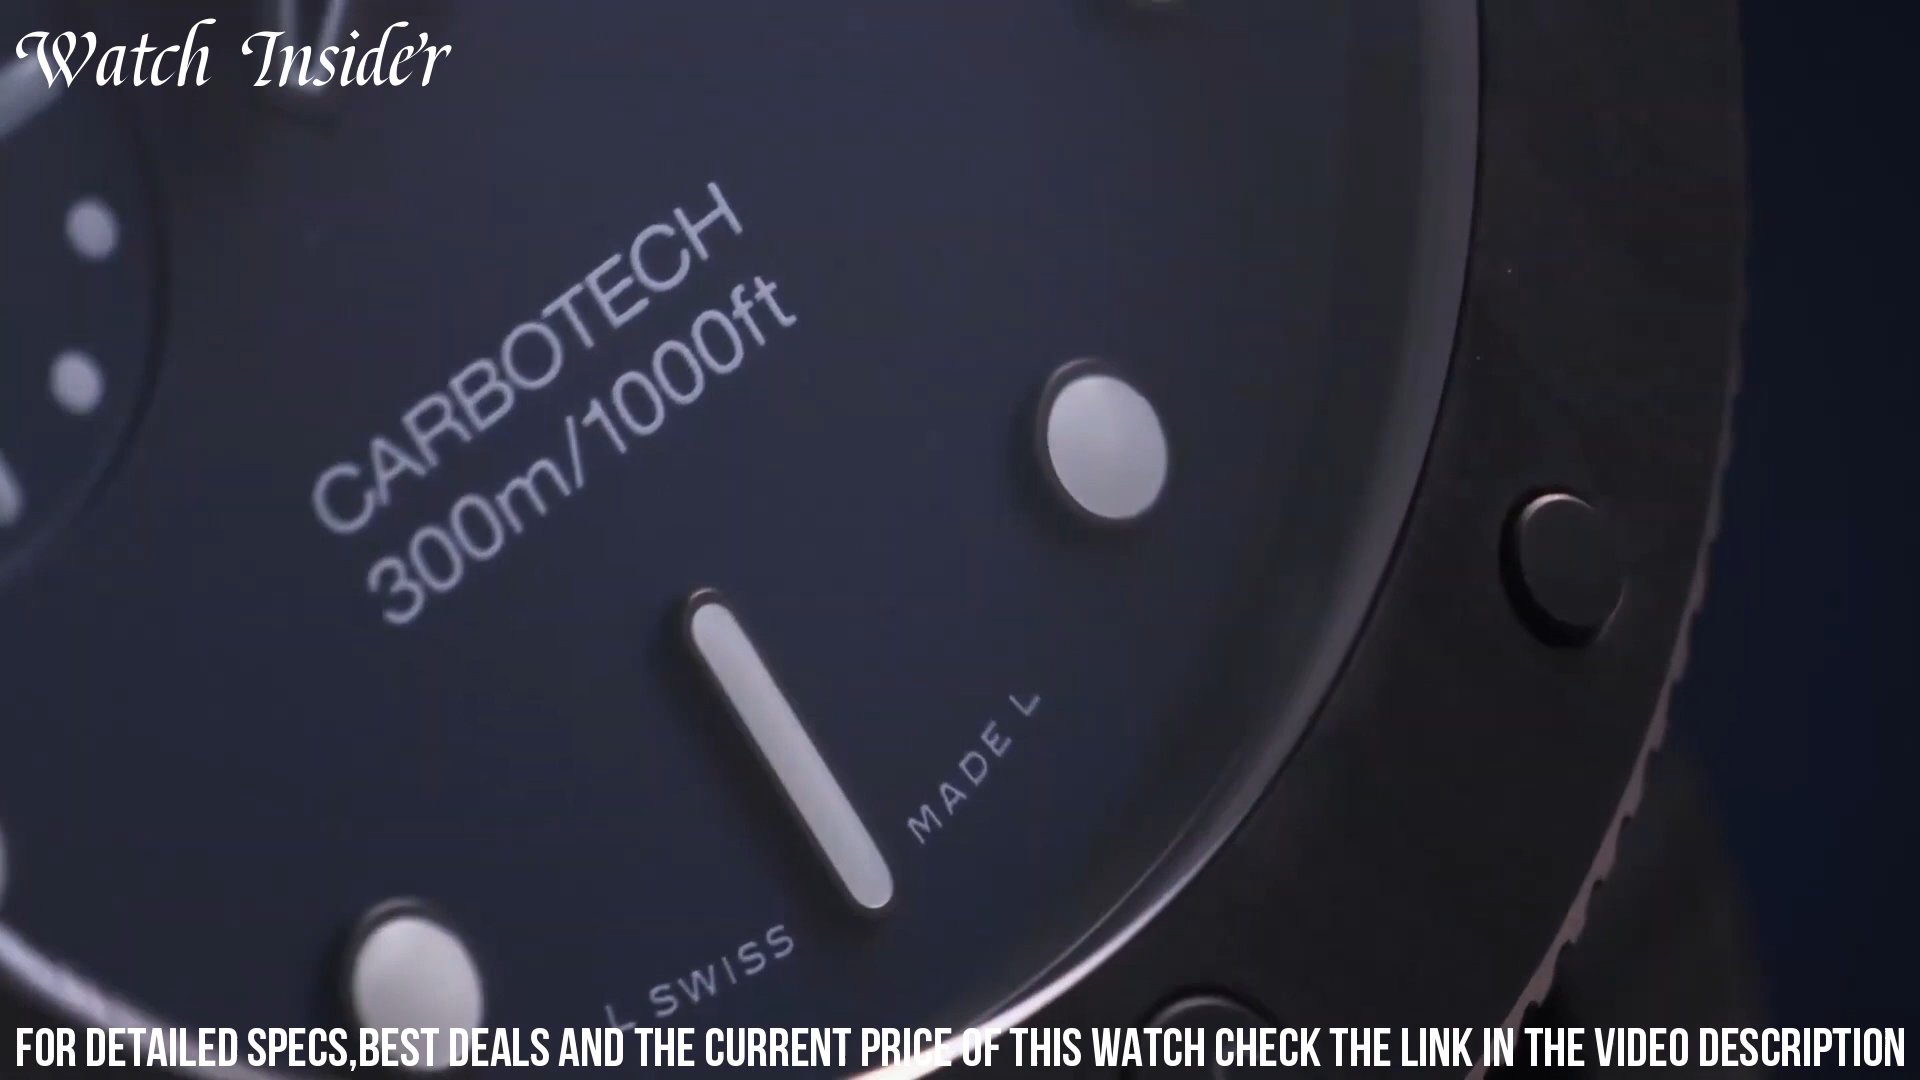 Watch Insider
CARBOTECH
300m/1000ft
L SWISS MADE L
FOR DETAILED SPECS,BEST DEALS AND THE CURRENT PRICE OF THIS WATCH CHECK THE LINK IN THE VIDEO DESCRIPTION